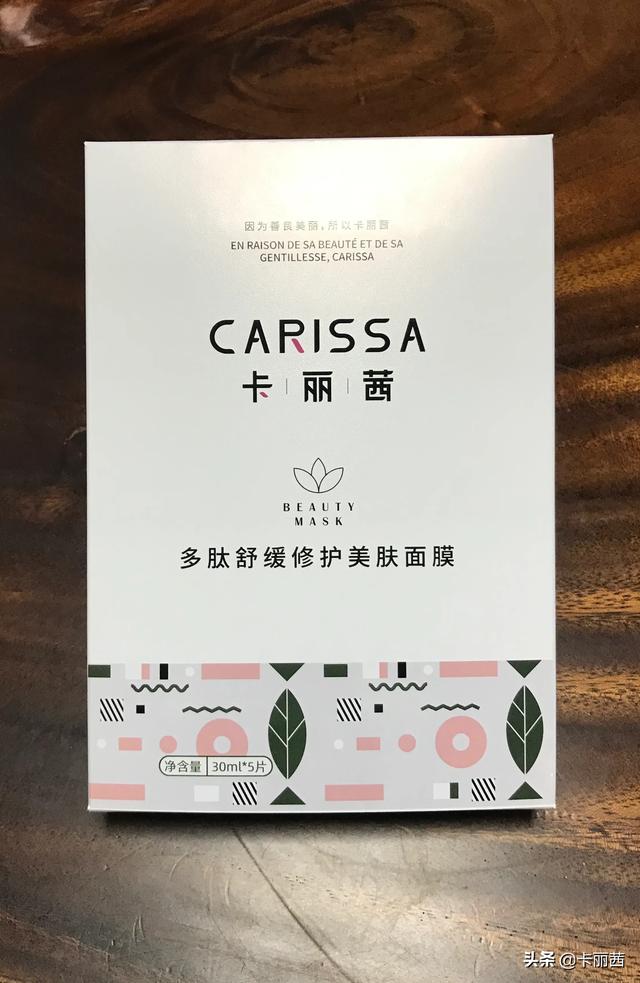 因为善良美丽,所以卡丽茜
EN RAISON DE SA BEAUTÉ ET DE SA
GENTILLESSE, CARISSA
CARISSA
卡丽茜
BEAUTY
MASK
多肽舒缓修护美肤面膜
净含量 30ml*5片
头条 @卡丽茜